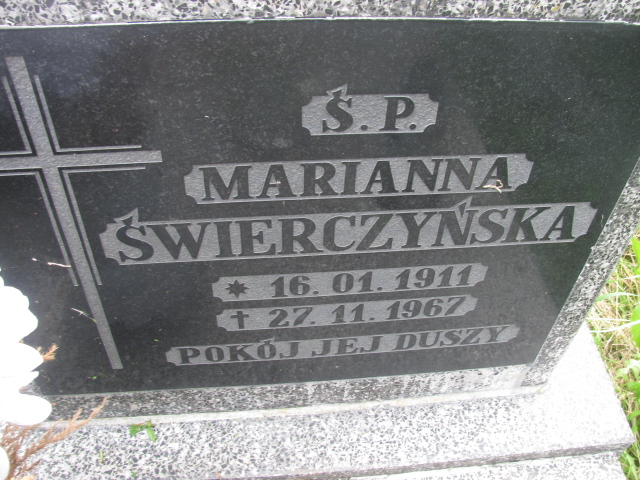 Ś. P.
MARIANNA
ŚWIERCZYŃSKA
* 16. 01. 1911
† 27. 11. 1967
POKÓJ JEJ DUSZY